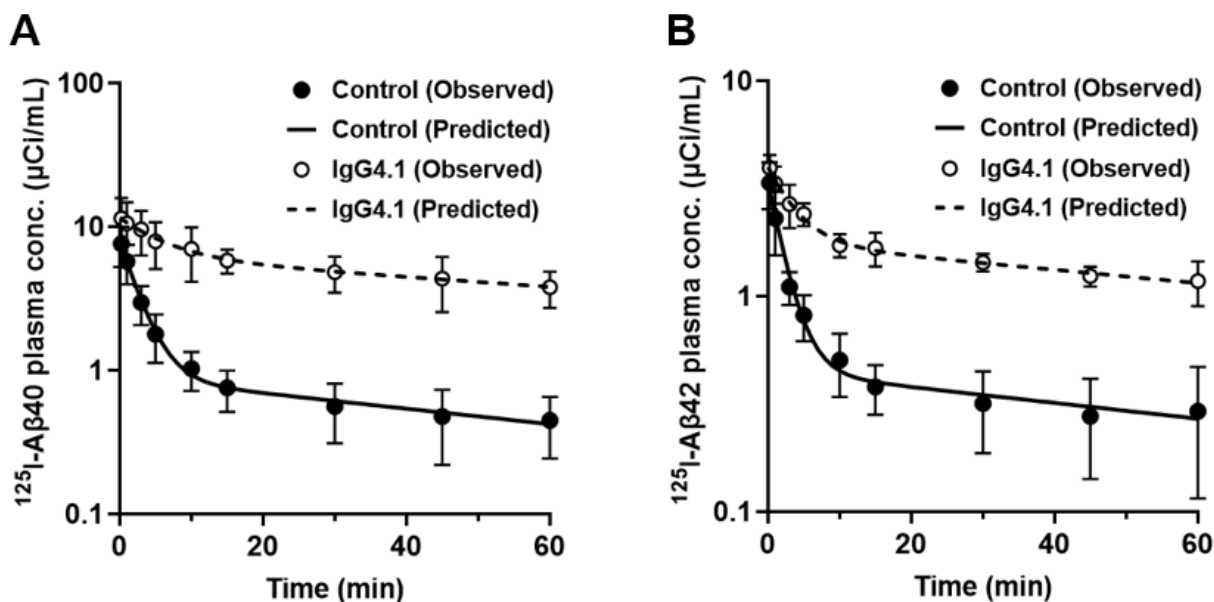 A
¹²⁵I-Aβ40 plasma conc. (µCi/mL)
100
10
1
0.1
Control (Observed)
Control (Predicted)
IgG4.1 (Observed)
IgG4.1 (Predicted)
0 20 40 60
Time (min)
B
¹²⁵I-Aβ42 plasma conc. (µCi/mL)
10
1
0.1
Control (Observed)
Control (Predicted)
IgG4.1 (Observed)
IgG4.1 (Predicted)
0 20 40 60
Time (min)